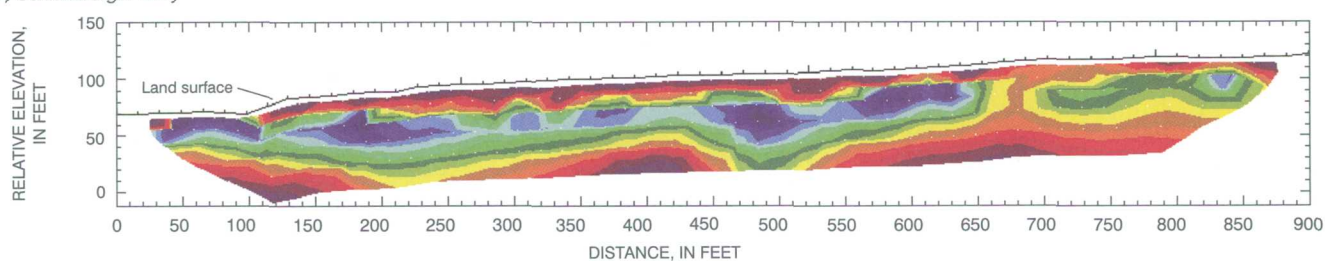 150
100
50
0
RELATIVE ELEVATION,
IN FEET
Land surface
0 50 100 150 200 250 300 350 400 450 500 550 600 650 700 750 800 850 900
DISTANCE, IN FEET